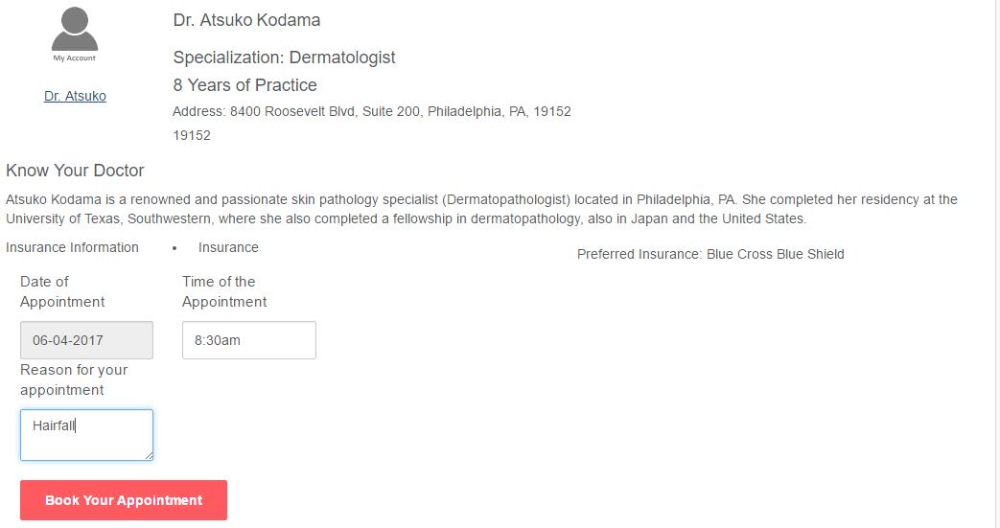 My Account
Dr. Atsuko
Dr. Atsuko Kodama
Specialization: Dermatologist
8 Years of Practice
Address: 8400 Roosevelt Blvd, Suite 200, Philadelphia, PA, 19152
19152
Know Your Doctor
Atsuko Kodama is a renowned and passionate skin pathology specialist (Dermatopathologist) located in Philadelphia, PA. She completed her residency at the
University of Texas, Southwestern, where she also completed a fellowship in dermatopathology, also in Japan and the United States.
Insurance Information • Insurance
Preferred Insurance: Blue Cross Blue Shield
Date of
Appointment
06-04-2017
Time of the
Appointment
8:30am
Reason for your
appointment
Hairfall
Book Your Appointment